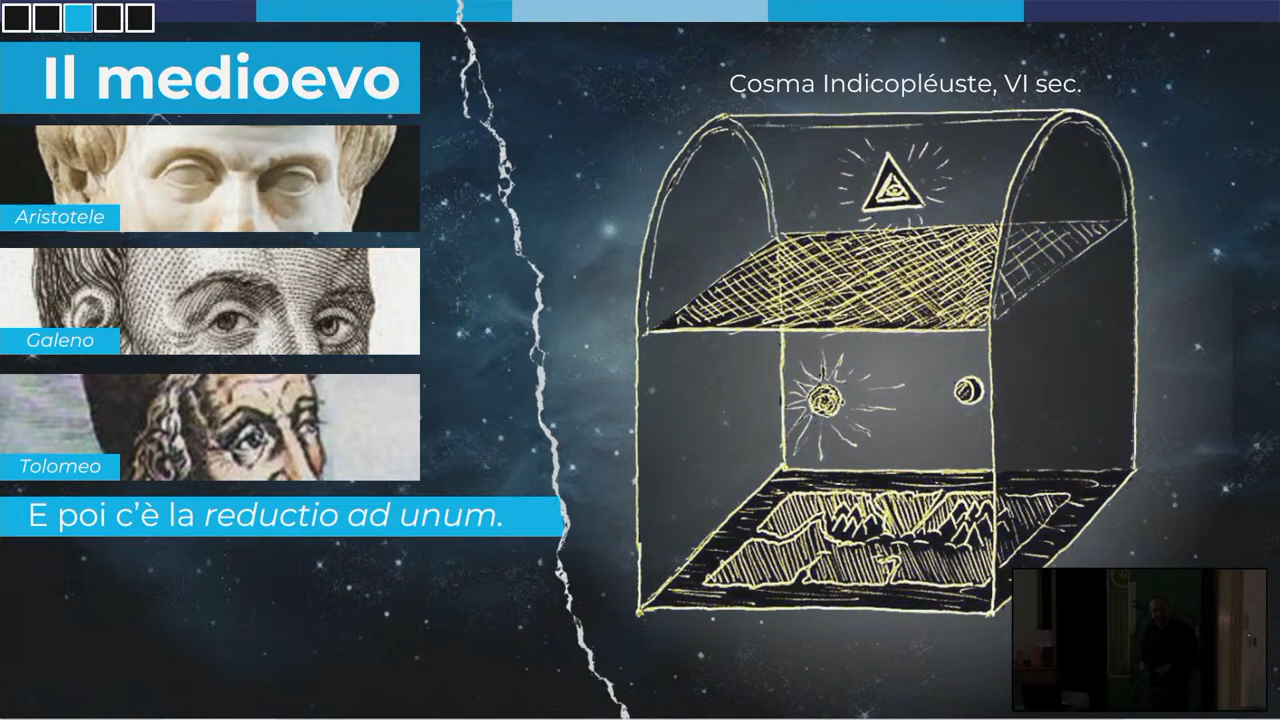 Il medioevo
Aristotele
Galeno
Tolomeo
E poi c'è la reductio ad unum.
Cosma Indicopléuste, VI sec.